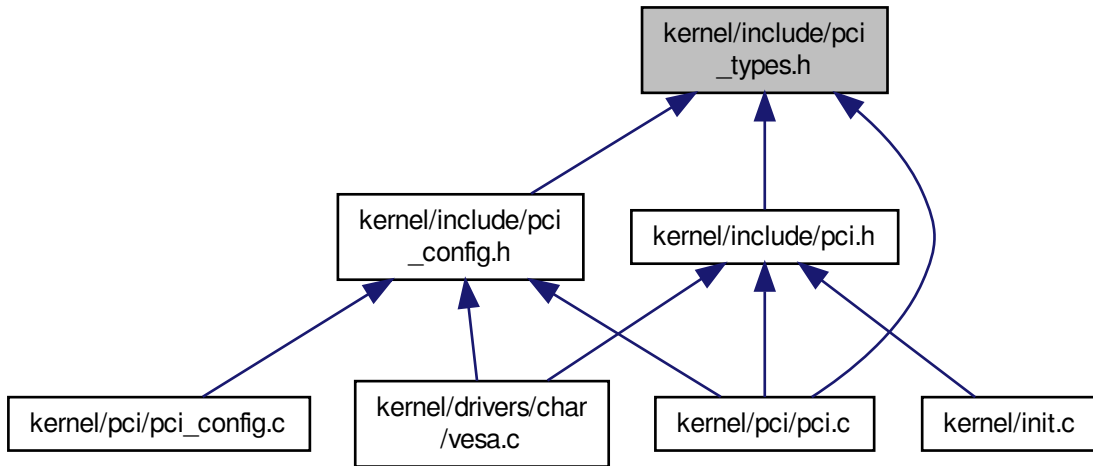 kernel/include/pci
_types.h
kernel/include/pci
_config.h
kernel/include/pci.h
kernel/pci/pci_config.c
kernel/drivers/char
/vesa.c
kernel/pci/pci.c
kernel/init.c